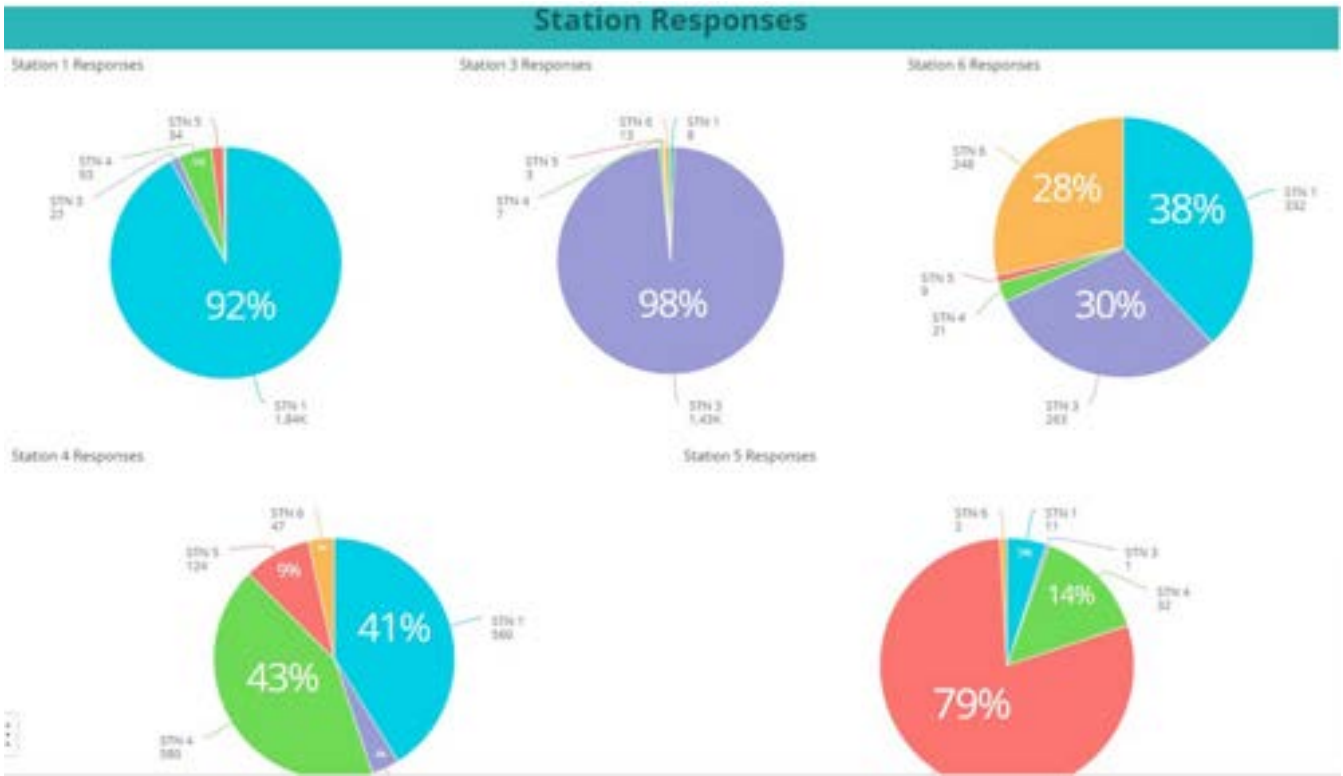 Station Responses
Station 1 Responses
STN 5
34
STN 4
93
STN 3
27
5%
92%
STN 1
1.84K
Station 3 Responses
STN 6
13
STN 1
STN 5
3
STN 4
7
98%
STN 3
1.43K
Station 6 Responses
STN 6
248
28%
38%
STN 1
332
STN 5
9
STN 4
21
30%
STN 3
263
Station 4 Responses
STN 6
47
STN 5
124
9%
41%
STN 1
43%
STN 4
Station 5 Responses
STN 6
STN 1
11
5%
STN 3
1
STN 4
32
14%
79%